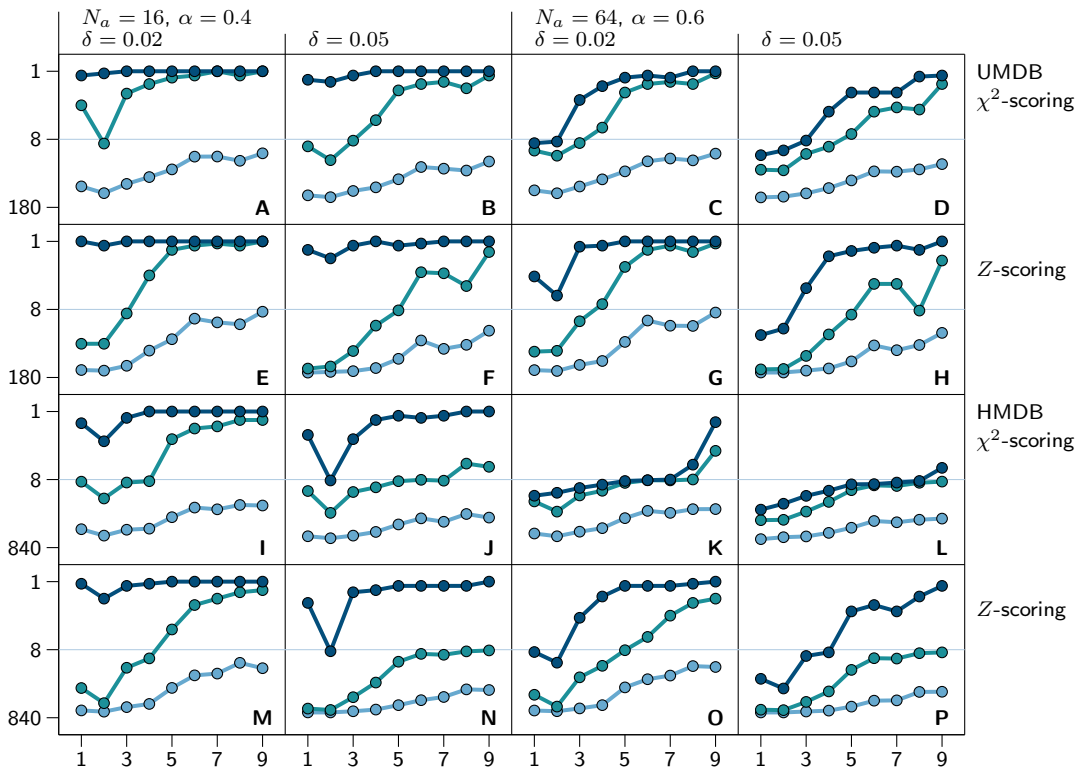 N_a = 16, α = 0.4
N_a = 64, α = 0.6
δ = 0.02
δ = 0.05
δ = 0.02
δ = 0.05
1
8
180
A
B
C
D
UMDB
χ²-scoring
1
8
180
E
F
G
H
Z-scoring
1
8
840
I
J
K
L
HMDB
χ²-scoring
1
8
840
M
N
O
P
Z-scoring
1 3 5 7 9 1 3 5 7 9 1 3 5 7 9 1 3 5 7 9